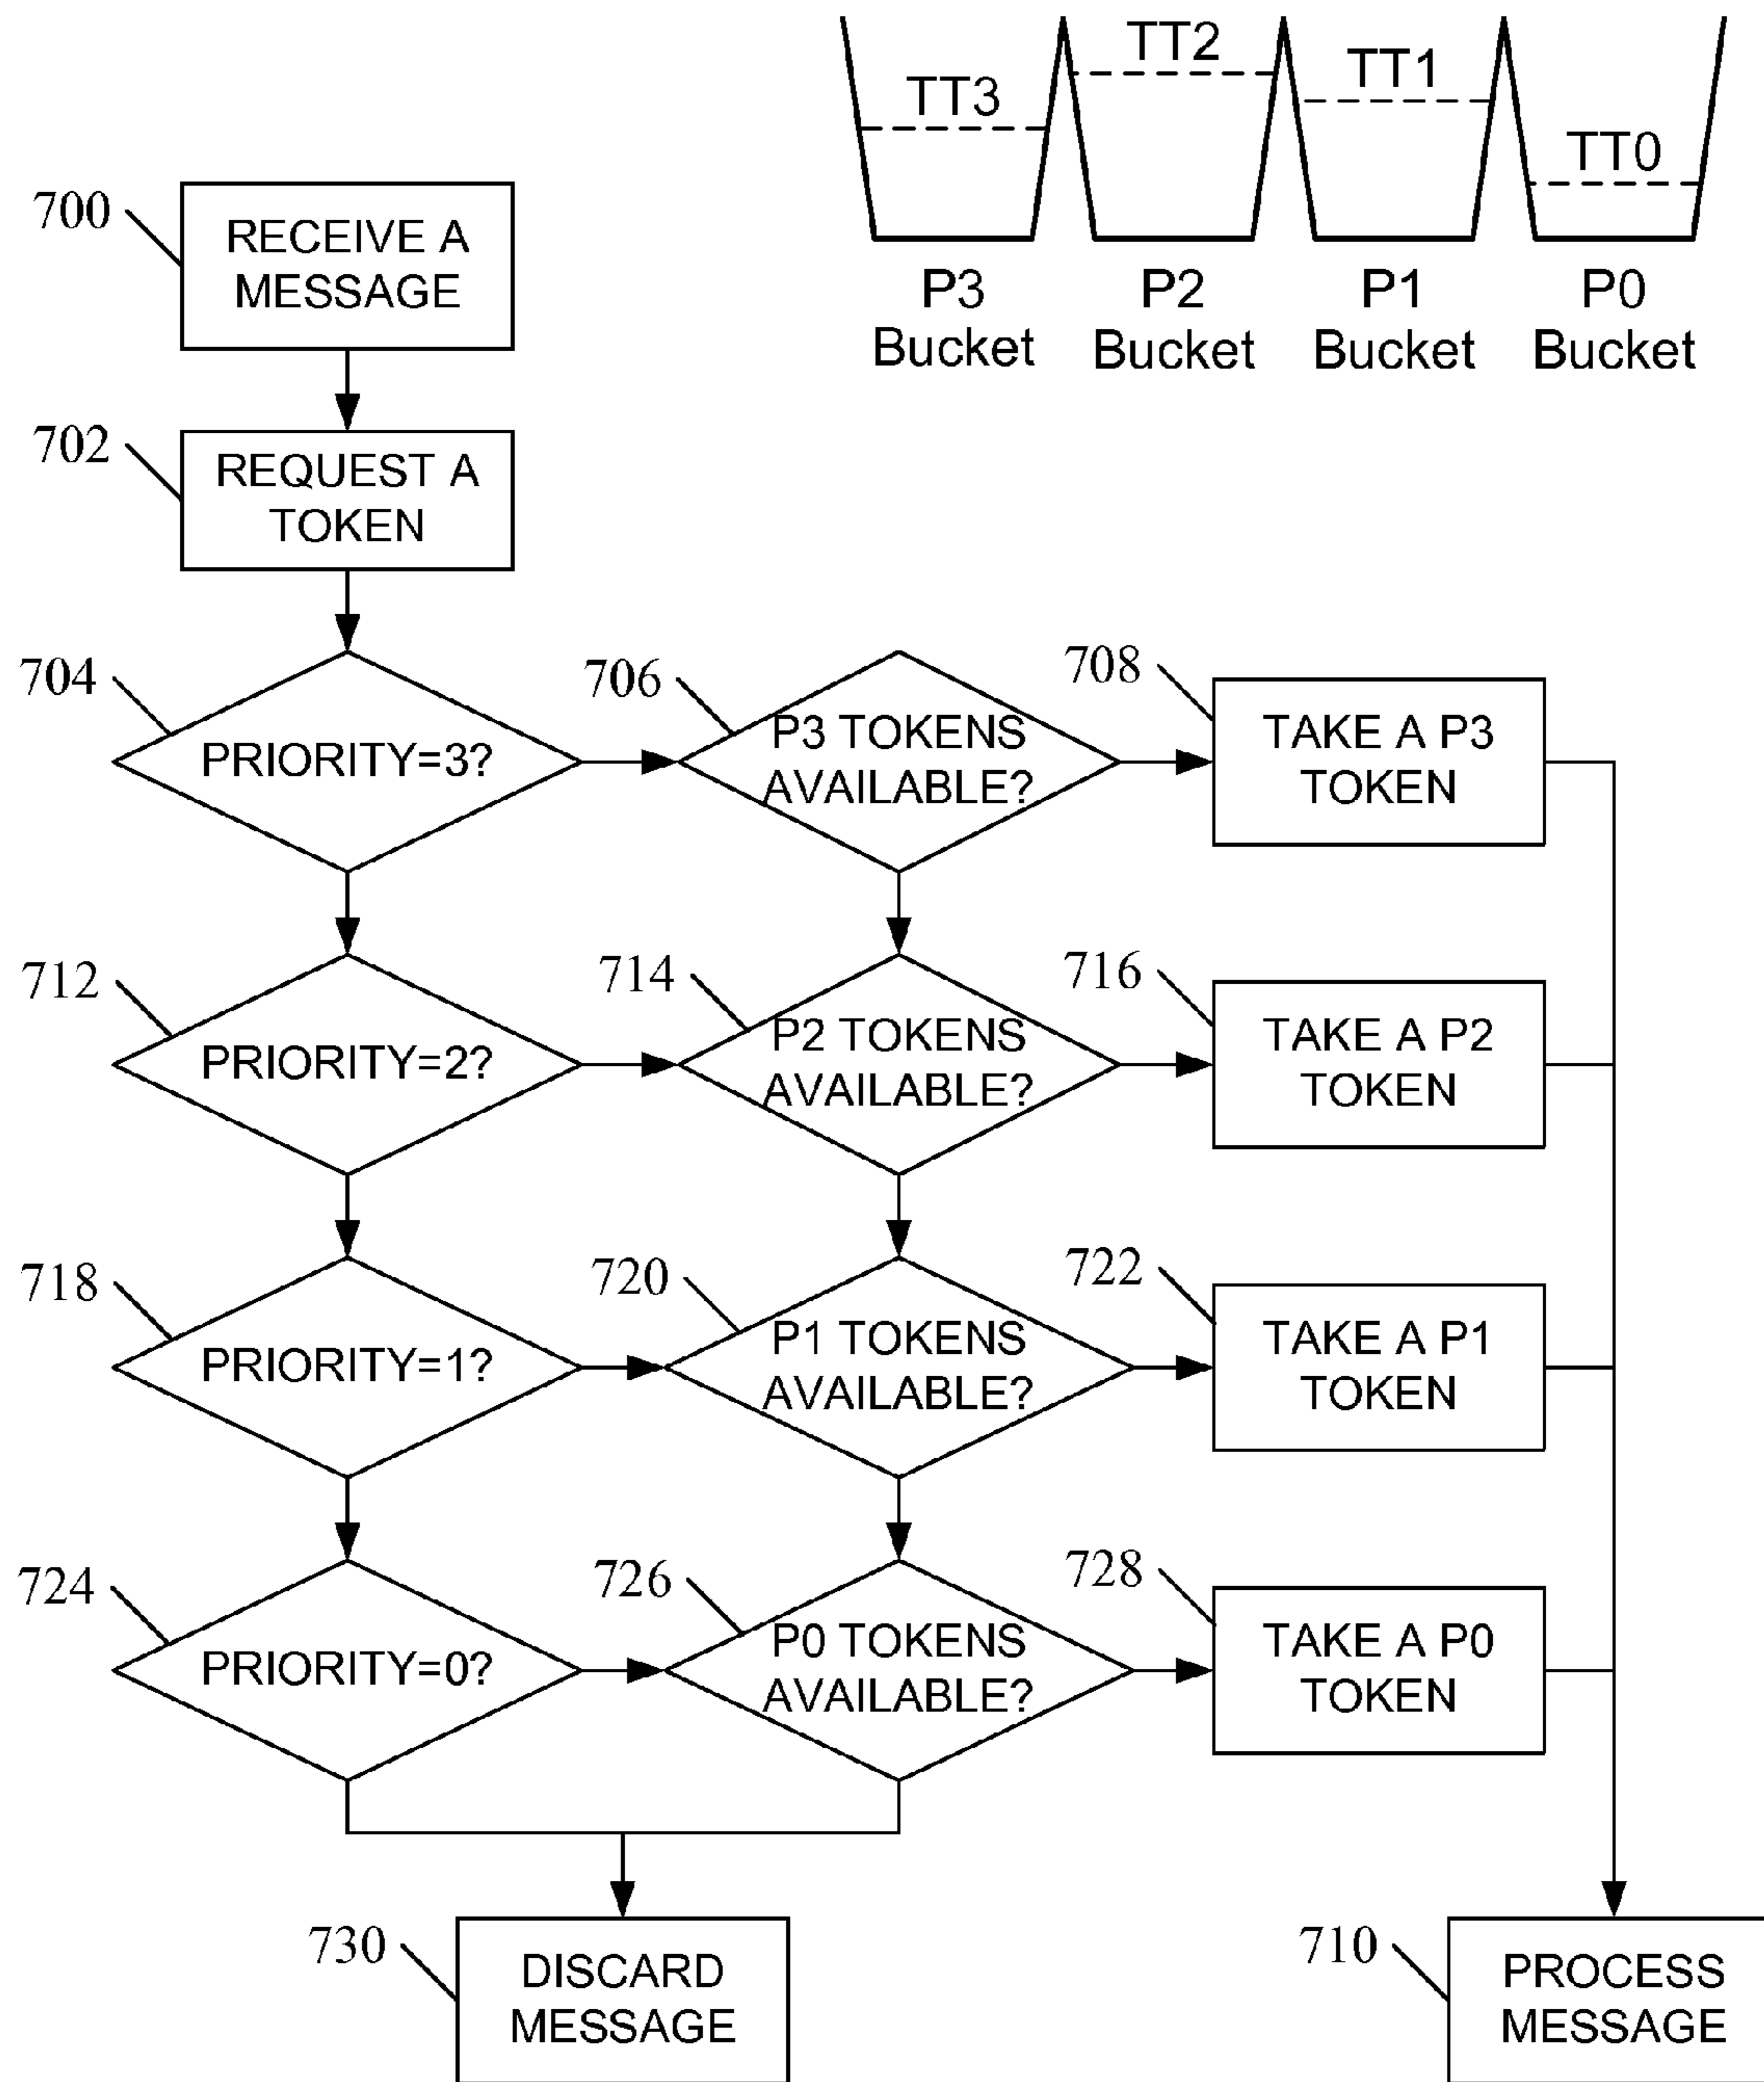 TT3
TT2
TT1
TT0
P3
Bucket
P2
Bucket
P1
Bucket
P0
Bucket
700
RECEIVE A
MESSAGE
702
REQUEST A
TOKEN
704
PRIORITY=3?
706
P3 TOKENS
AVAILABLE?
708
TAKE A P3
TOKEN
712
PRIORITY=2?
714
P2 TOKENS
AVAILABLE?
716
TAKE A P2
TOKEN
718
PRIORITY=1?
720
P1 TOKENS
AVAILABLE?
722
TAKE A P1
TOKEN
724
PRIORITY=0?
726
P0 TOKENS
AVAILABLE?
728
TAKE A P0
TOKEN
730
DISCARD
MESSAGE
710
PROCESS
MESSAGE